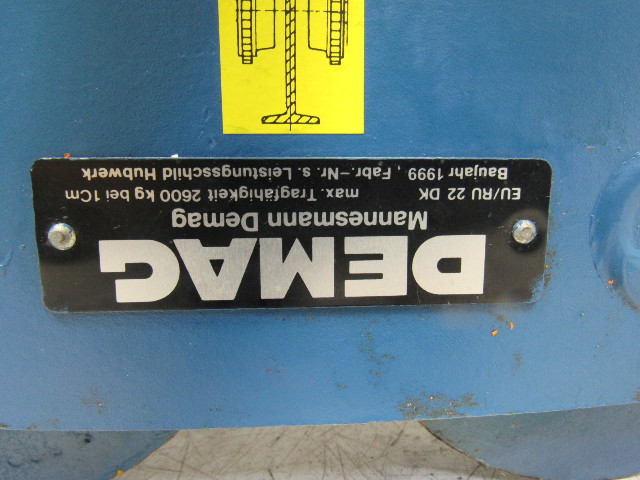 DEMAG
Mannesmann Demag
EU/RU 22 DK max. Tragfähigkeit 2600 kg bei 1Cm
Baujahr 1999 , Fabr.-Nr. s. Leistungsschild Hubwerk